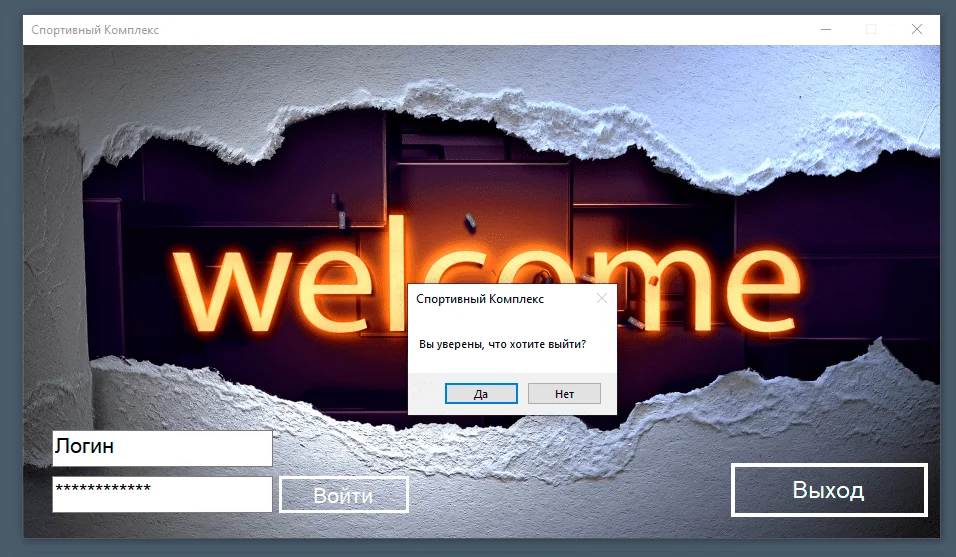 Спортивный Комплекс
welcome
Спортивный Комплекс
Вы уверены, что хотите выйти?
Да
Нет
Логин
************
Войти
Выход